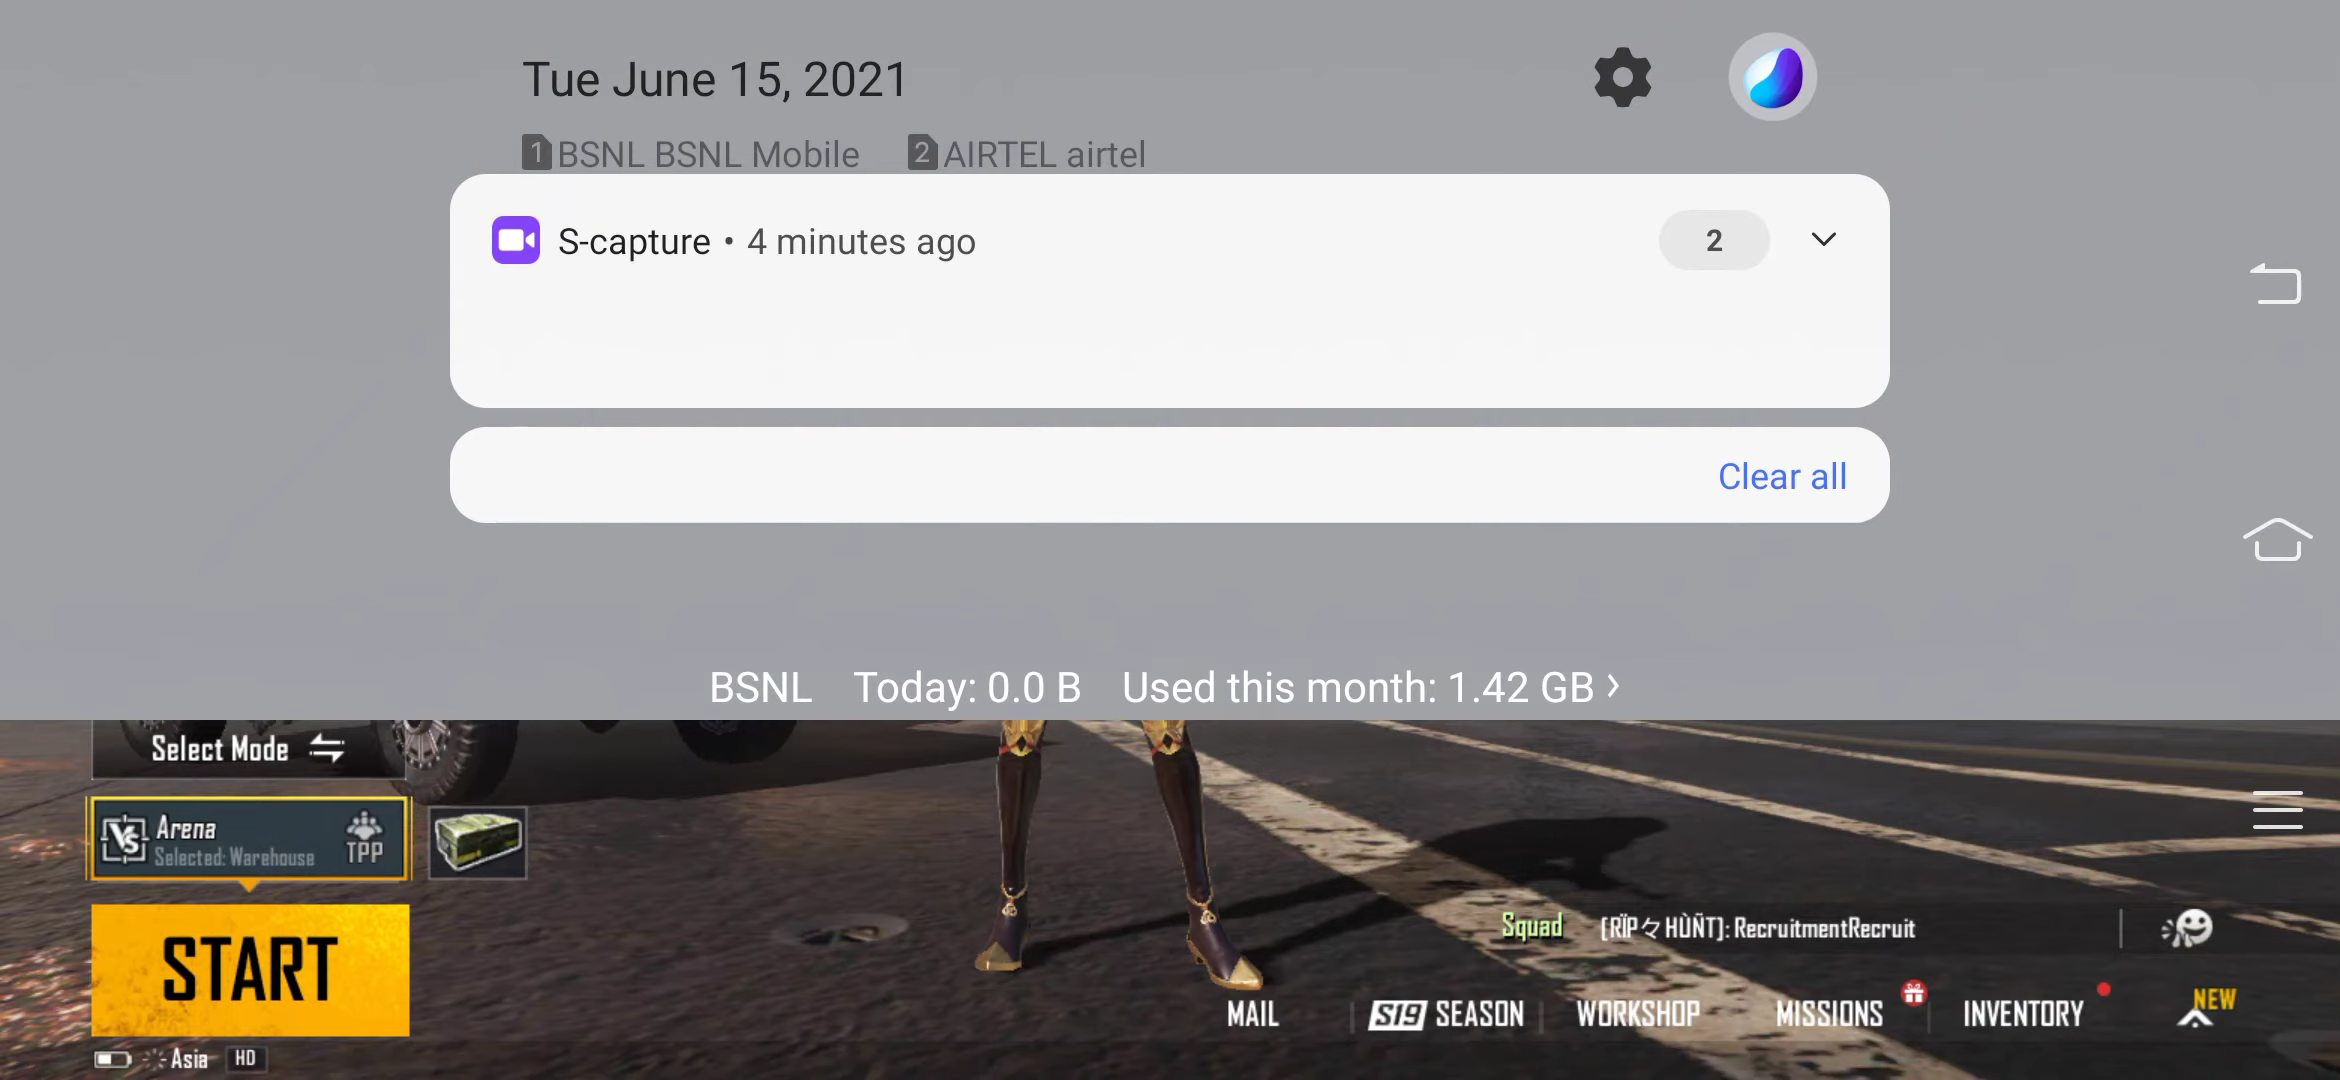 Tue June 15, 2021
1 BSNL BSNL Mobile 2 AIRTEL airtel
S-capture • 4 minutes ago 2
Clear all
BSNL Today: 0.0 B Used this month: 1.42 GB ›
Select Mode
VS Arena
Selected: Warehouse TPP
START
Squad [RÏP々HÙÑT]: RecruitmentRecruit
MAIL S19 SEASON WORKSHOP MISSIONS INVENTORY NEW
Asia HD